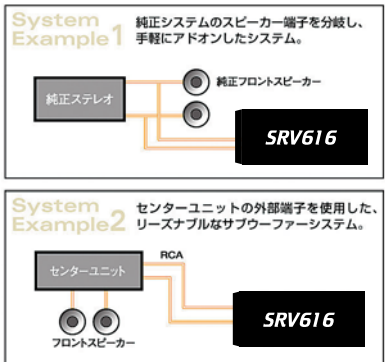 System
Example1
純正システムのスピーカー端子を分岐し、
手軽にアドオンしたシステム。
純正フロントスピーカー
純正ステレオ
SRV616
System
Example2
センターユニットの外部端子を使用した、
リーズナブルなサブウーファーシステム。
RCA
センターユニット
SRV616
フロントスピーカー